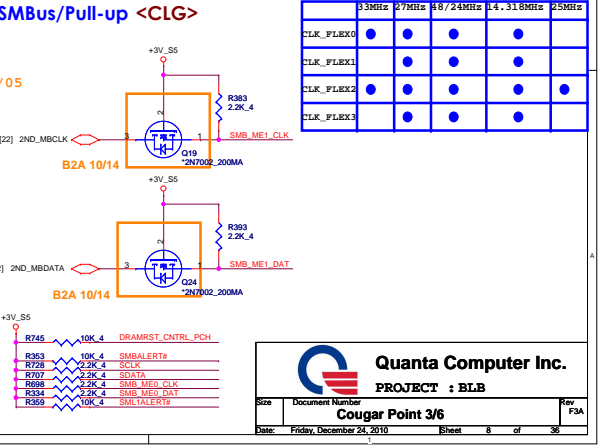 SMBus/Pull-up <CLG>
33MHz 27MHz 48/24MHz 14.318MHz 25MHz
CLK_FLEX0
CLK_FLEX1
CLK_FLEX2
CLK_FLEX3
/05
+3V_S5
R383
2.2K_4
2
[22] 2ND_MBCLK
3
1
SMB_ME1_CLK
Q19
*2N7002_200MA
B2A 10/14
+3V_S5
R393
2.2K_4
2
2ND_MBDATA
3
1
SMB_ME1_DAT
Q24
*2N7002_200MA
B2A 10/14
A
+3V_S5
R745 10K_4 DRAMRST_CNTRL_PCH
R353 10K_4 SMBALERT#
R728 2.2K_4 SCLK
R707 2.2K_4 SDATA
R698 2.2K_4 SMB_ME0_CLK
R334 2.2K_4 SMB_ME0_DAT
R359 10K_4 SML1ALERT#
Quanta Computer Inc.
PROJECT : BLB
Size Document Number Rev
Cougar Point 3/6 F3A
Date: Friday, December 24, 2010 Sheet 8 of 36
1